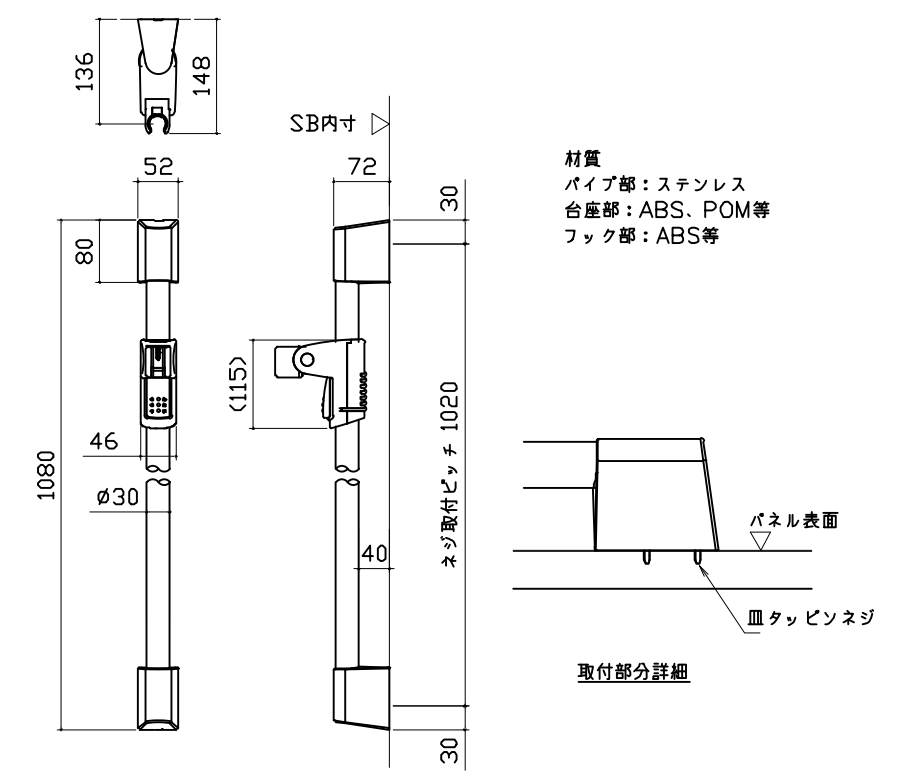 136
148
SB内寸
52
72
30
80
材質
パイプ部：ステンレス
台座部：ABS、POM等
フック部：ABS等
(115)
46
1080
ø30
ネジ取付ピッチ 1020
40
パネル表面
皿タッピンネジ
取付部分詳細
30